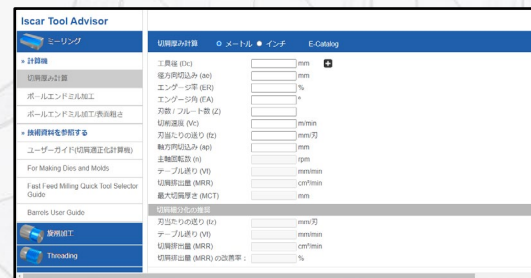 Iscar Tool Advisor
ミーリング
» 計算機
切屑厚み計算
ボールエンドミル加工
ボールエンドミル加工/表面粗さ
» 技術資料を参照する
ユーザーガイド(切屑適正化計算機)
For Making Dies and Molds
Fast Feed Milling Quick Tool Selector
Guide
Barrels User Guide
旋削加工
Threading
切屑厚み計算 メートル インチ E-Catalog
工具径 (Dc) mm
径方向切込み (ae) mm
エンゲージ率 (ER) %
エンゲージ角 (EA) °
刃数 / フルート数 (Z)
切削速度 (Vc) m/min
刃当たりの送り (fz) mm/刃
軸方向切込み (ap) mm
主軸回転数 (n) rpm
テーブル送り (Vf) mm/min
切屑排出量 (MRR) cm³/min
最大切屑厚さ (MCT) mm
切屑細分化の推奨
刃当たりの送り (fz) mm/刃
テーブル送り (Vf) mm/min
切屑排出量 (MRR) cm³/min
切屑排出量 (MRR) の改善率 : %